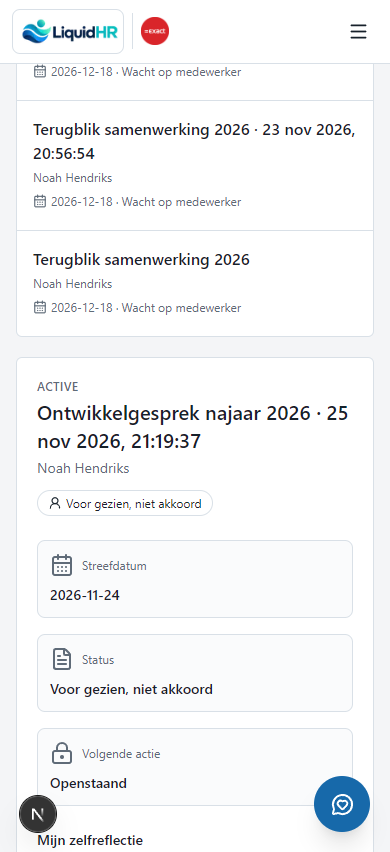 LiquidHR
=exact
2026-12-18 · Wacht op medewerker
Terugblik samenwerking 2026 · 23 nov 2026,
20:56:54
Noah Hendriks
2026-12-18 · Wacht op medewerker
Terugblik samenwerking 2026
Noah Hendriks
2026-12-18 · Wacht op medewerker
ACTIVE
Ontwikkelgesprek najaar 2026 · 25
nov 2026, 21:19:37
Noah Hendriks
Voor gezien, niet akkoord
Streefdatum
2026-11-24
Status
Voor gezien, niet akkoord
Volgende actie
Openstaand
N
Mijn zelfreflectie